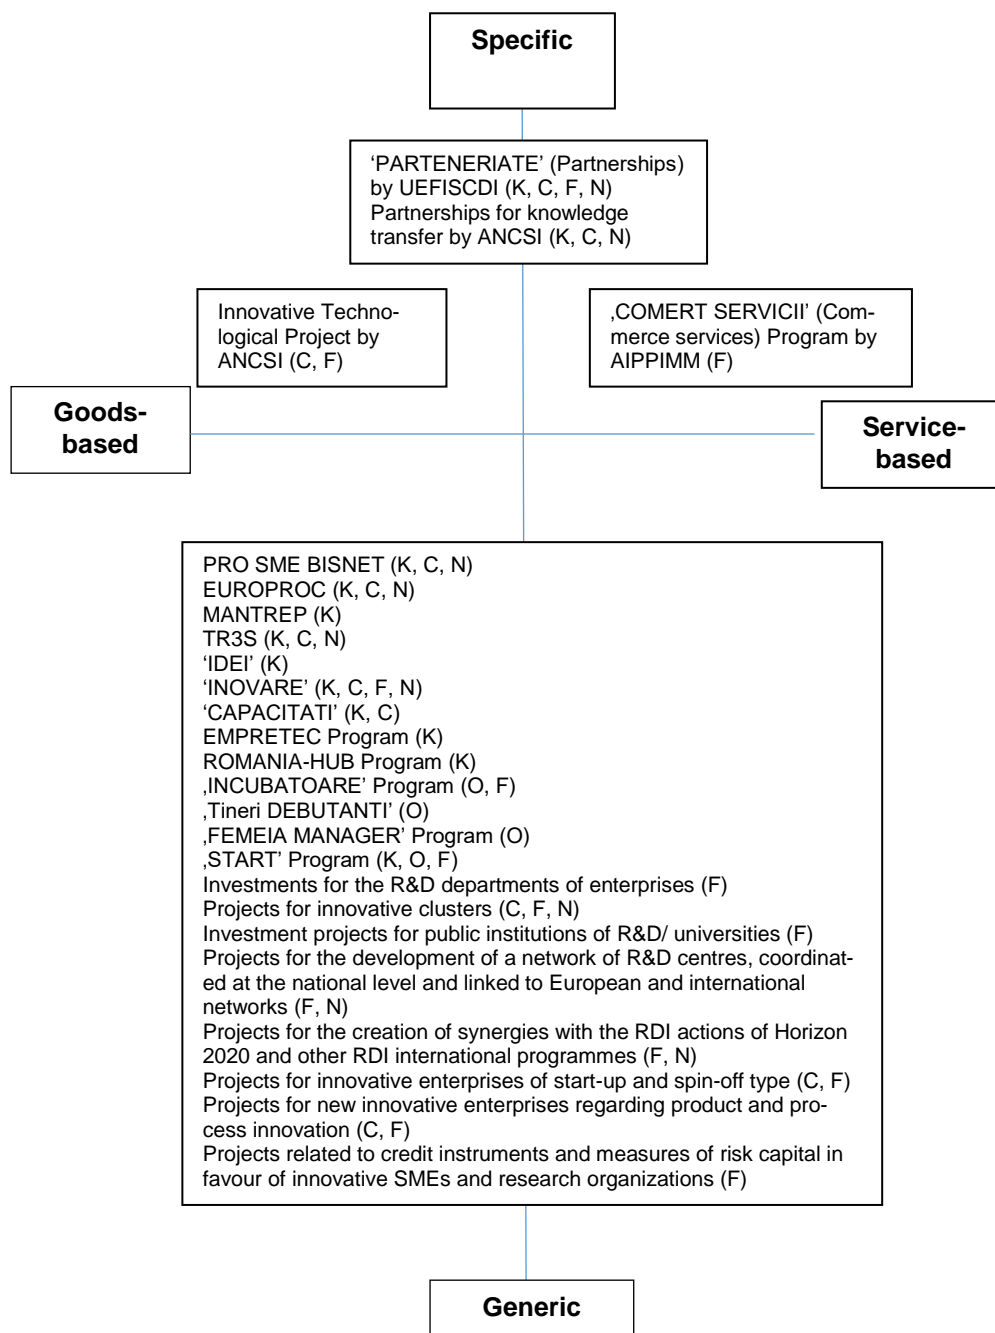 Specific
‘PARTENERIATE’ (Partnerships)
by UEFISCDI (K, C, F, N)
Partnerships for knowledge
transfer by ANCSI (K, C, N)
Innovative Techno-
logical Project by
ANCSI (C, F)
‚COMERT SERVICII’ (Com-
merce services) Program by
AIPPIMM (F)
Goods-
based
Service-
based
PRO SME BISNET (K, C, N)
EUROPROC (K, C, N)
MANTREP (K)
TR3S (K, C, N)
‘IDEI’ (K)
‘INOVARE’ (K, C, F, N)
‘CAPACITATI’ (K, C)
EMPRETEC Program (K)
ROMANIA-HUB Program (K)
‚INCUBATOARE’ Program (O, F)
‚Tineri DEBUTANTI’ (O)
‚FEMEIA MANAGER’ Program (O)
‚START’ Program (K, O, F)
Investments for the R&D departments of enterprises (F)
Projects for innovative clusters (C, F, N)
Investment projects for public institutions of R&D/ universities (F)
Projects for the development of a network of R&D centres, coordinat-
ed at the national level and linked to European and international
networks (F, N)
Projects for the creation of synergies with the RDI actions of Horizon
2020 and other RDI international programmes (F, N)
Projects for innovative enterprises of start-up and spin-off type (C, F)
Projects for new innovative enterprises regarding product and pro-
cess innovation (C, F)
Projects related to credit instruments and measures of risk capital in
favour of innovative SMEs and research organizations (F)
Generic